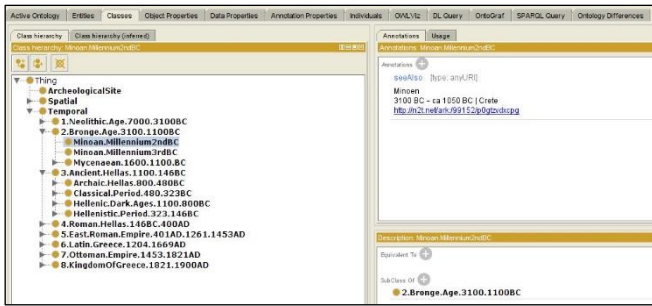 Active Ontology Entities Classes Object Properties Data Properties Annotation Properties Individuals OWLViz DL Query OntoGraf SPARQL Query Ontology Differences
Class hierarchy Class hierarchy (inferred)
Class hierarchy: Minoan.Millennium2ndBC
Thing
ArcheologicalSite
Spatial
Temporal
1.Neolithic.Age.7000.3100BC
2.Bronge.Age.3100.1100BC
Minoan.Millennium2ndBC
Minoan.Millennium3rdBC
Mycenaean.1600.1100.BC
3.Ancient.Hellas.1100.146BC
Archaic.Hellas.800.480BC
Classical.Period.480.323BC
Hellenic.Dark.Ages.1100.800BC
Hellenistic.Period.323.146BC
4.Roman.Hellas.146BC.400AD
5.East.Roman.Empire.401AD.1261.1453AD
6.Latin.Greece.1204.1669AD
7.Ottoman.Empire.1453.1821AD
8.KingdomOfGreece.1821.1900AD
Annotations Usage
Annotations: Minoan.Millennium2ndBC
Annotations
seeAlso [type: anyURI]
Minoen
3100 BC – ca 1050 BC | Crete
Description: Minoan.Millennium2ndBC
Equivalent To
SubClass Of
2.Bronge.Age.3100.1100BC